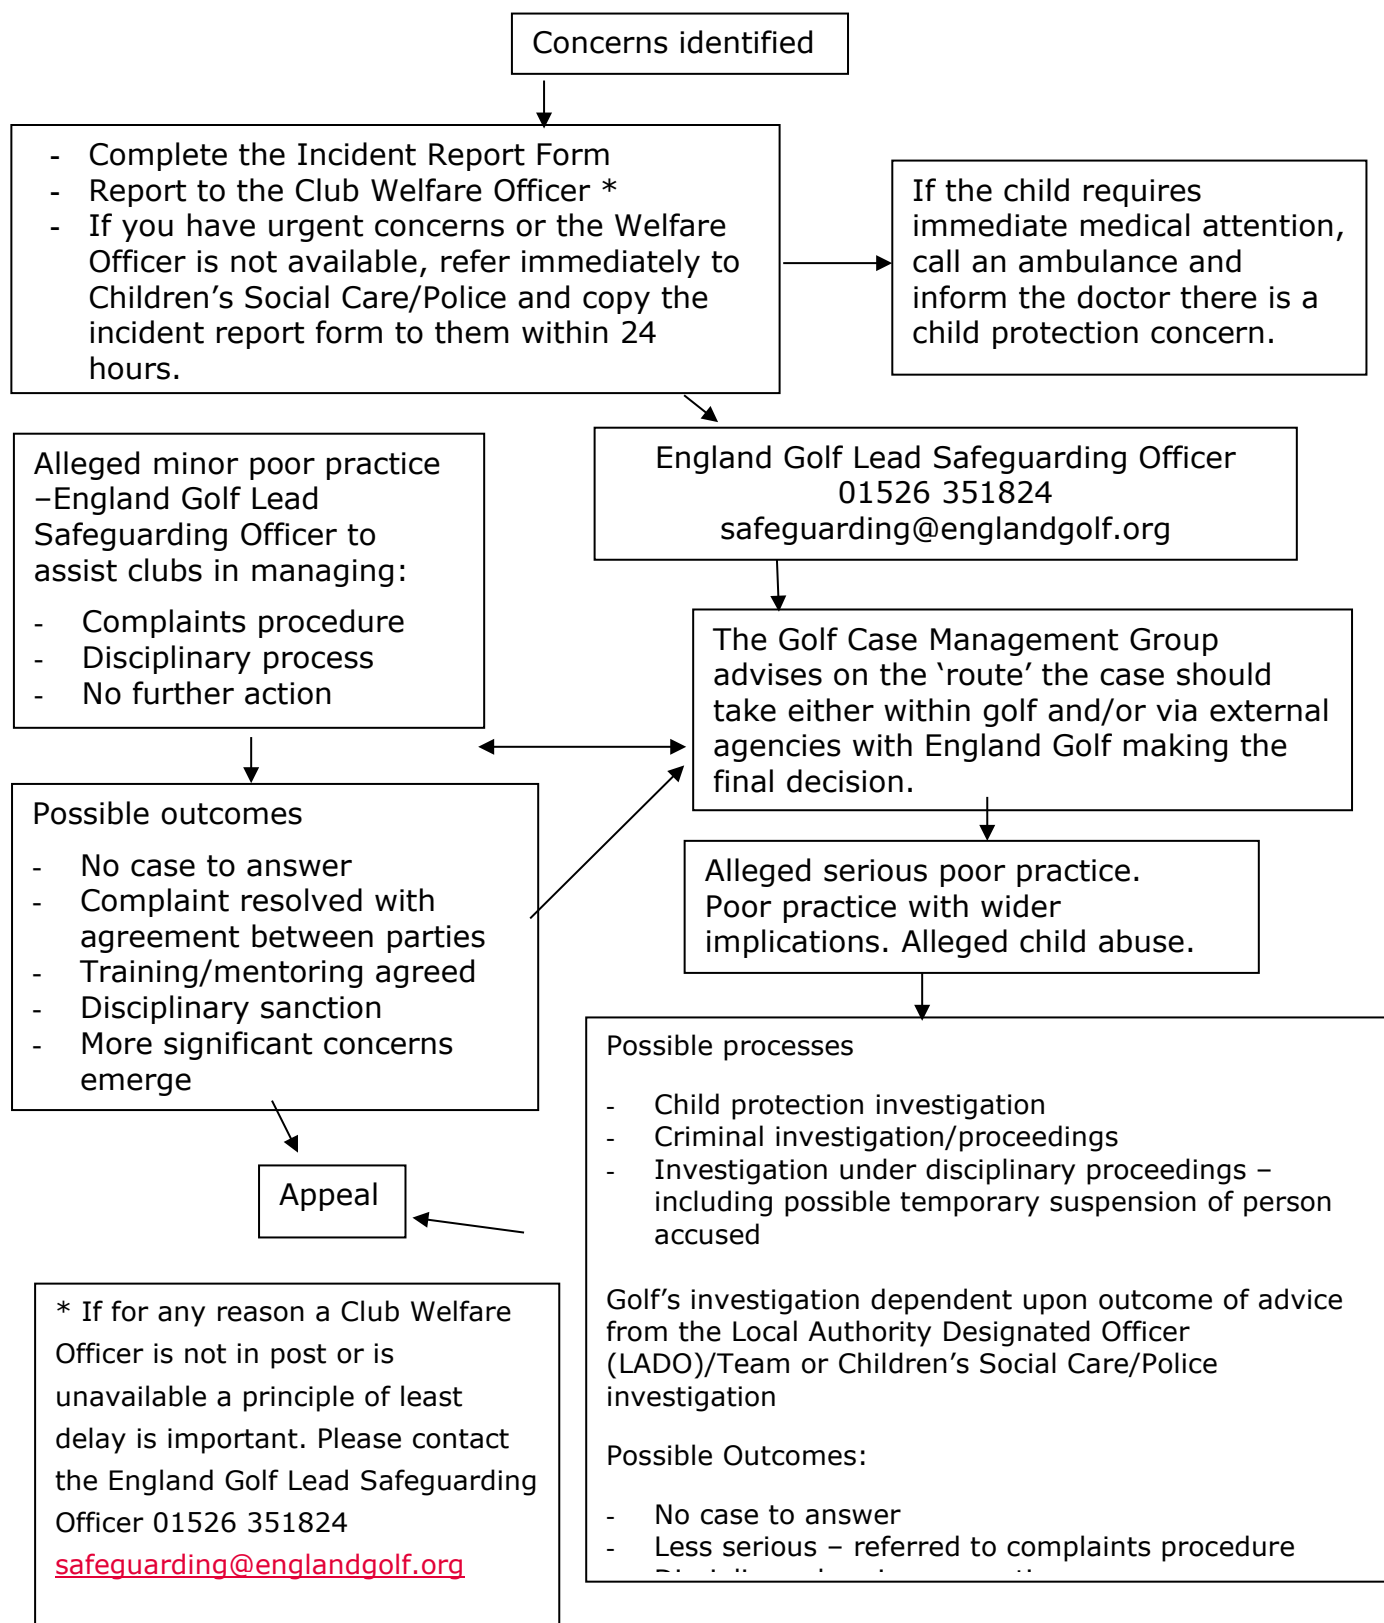 Concerns identified
- Complete the Incident Report Form
- Report to the Club Welfare Officer *
- If you have urgent concerns or the Welfare
Officer is not available, refer immediately to
Children’s Social Care/Police and copy the
incident report form to them within 24
hours.
If the child requires
immediate medical attention,
call an ambulance and
inform the doctor there is a
child protection concern.
England Golf Lead Safeguarding Officer
01526 351824
safeguarding@englandgolf.org
Alleged minor poor practice
–England Golf Lead
Safeguarding Officer to
assist clubs in managing:
- Complaints procedure
- Disciplinary process
- No further action
The Golf Case Management Group
advises on the ‘route’ the case should
take either within golf and/or via external
agencies with England Golf making the
final decision.
Possible outcomes
- No case to answer
- Complaint resolved with
agreement between parties
- Training/mentoring agreed
- Disciplinary sanction
- More significant concerns
emerge
Alleged serious poor practice.
Poor practice with wider
implications. Alleged child abuse.
Possible processes
- Child protection investigation
- Criminal investigation/proceedings
- Investigation under disciplinary proceedings –
including possible temporary suspension of person
accused
Golf’s investigation dependent upon outcome of advice
from the Local Authority Designated Officer
(LADO)/Team or Children’s Social Care/Police
investigation
Possible Outcomes:
- No case to answer
- Less serious – referred to complaints procedure
Appeal
* If for any reason a Club Welfare
Officer is not in post or is
unavailable a principle of least
delay is important. Please contact
the England Golf Lead Safeguarding
Officer 01526 351824
safeguarding@englandgolf.org